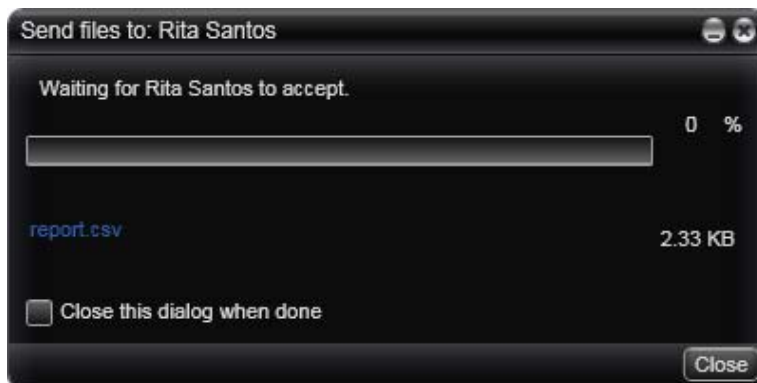 Send files to: Rita Santos
Waiting for Rita Santos to accept.
0 %
report.csv
2.33 KB
Close this dialog when done
Close